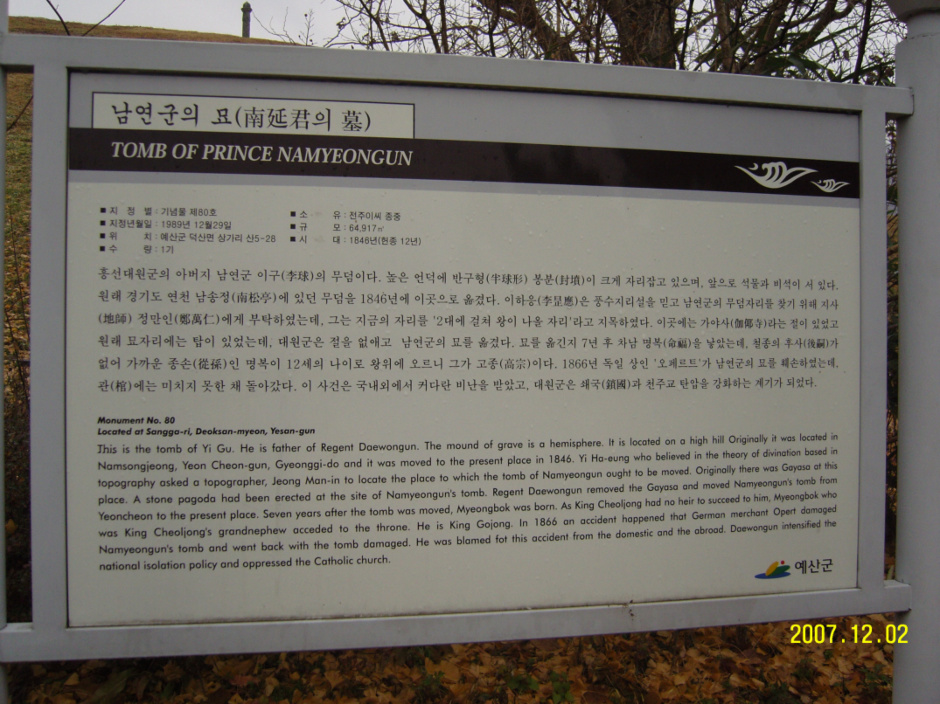 남연군의 묘(南延君의 墓)
TOMB OF PRINCE NAMYEONGUN
■ 지 정 별 : 기념물 제80호
■ 지정년월일 : 1989년 12월29일
■ 위 치 : 예산군 덕산면 상가리 산5-28
■ 수 량 : 1기
■ 소 유 : 전주이씨 종중
■ 규 모 : 64,917㎡
■ 시 대 : 1846년(헌종 12년)
흥선대원군의 아버지 남연군 이구(李球)의 무덤이다. 높은 언덕에 반구형(半球形) 봉분(封墳)이 크게 자리잡고 있으며, 앞으로 석물과 비석이 서 있다.
원래 경기도 연천 남송정(南松亭)에 있던 무덤을 1846년에 이곳으로 옮겼다. 이하응(李昰應)은 풍수지리설을 믿고 남연군의 무덤자리를 찾기 위해 지사
(地師) 정만인(鄭萬仁)에게 부탁하였는데, 그는 지금의 자리를 '2대에 걸쳐 왕이 나올 자리'라고 지목하였다. 이곳에는 가야사(伽倻寺)라는 절이 있었고
원래 묘자리에는 탑이 있었는데, 대원군은 절을 없애고 남연군의 묘를 옮겼다. 묘를 옮긴지 7년 후 차남 명복(命福)을 낳았는데, 철종의 후사(後嗣)가
없어 가까운 종손(從孫)인 명복이 12세의 나이로 왕위에 오르니 그가 고종(高宗)이다. 1866년 독일 상인 '오페르트'가 남연군의 묘를 훼손하였는데,
관(棺)에는 미치지 못한 채 돌아갔다. 이 사건은 국내외에서 커다란 비난을 받았고, 대원군은 쇄국(鎖國)과 천주교 탄압을 강화하는 계기가 되었다.
Monument No. 80
Located at Sangga-ri, Deoksan-myeon, Yesan-gun
This is the tomb of Yi Gu. He is father of Regent Daewongun. The mound of grave is a hemisphere. It is located on a high hill Originally it was located in
Namsongjeong, Yeon Cheon-gun, Gyeonggi-do and it was moved to the present place in 1846. Yi Ha-eung who believed in the theory of divination based in
topography asked a topographer, Jeong Man-in to locate the place to which the tomb of Namyeongun ought to be moved. Originally there was Gayasa at this
place. A stone pagoda had been erected at the site of Namyeongun's tomb. Regent Daewongun removed the Gayasa and moved Namyeongun's tomb from
Yeoncheon to the present place. Seven years after the tomb was moved, Myeongbok was born. As King Cheoljong had no heir to succeed to him, Myeongbok who
was King Cheoljong's grandnephew acceded to the throne. He is King Gojong. In 1866 an accident happened that German merchant Opert damaged
Namyeongun's tomb and went back with the tomb damaged. He was blamed fot this accident from the domestic and the abroad. Daewongun intensified the
national isolation policy and oppressed the Catholic church.
예산군
2007.12.02